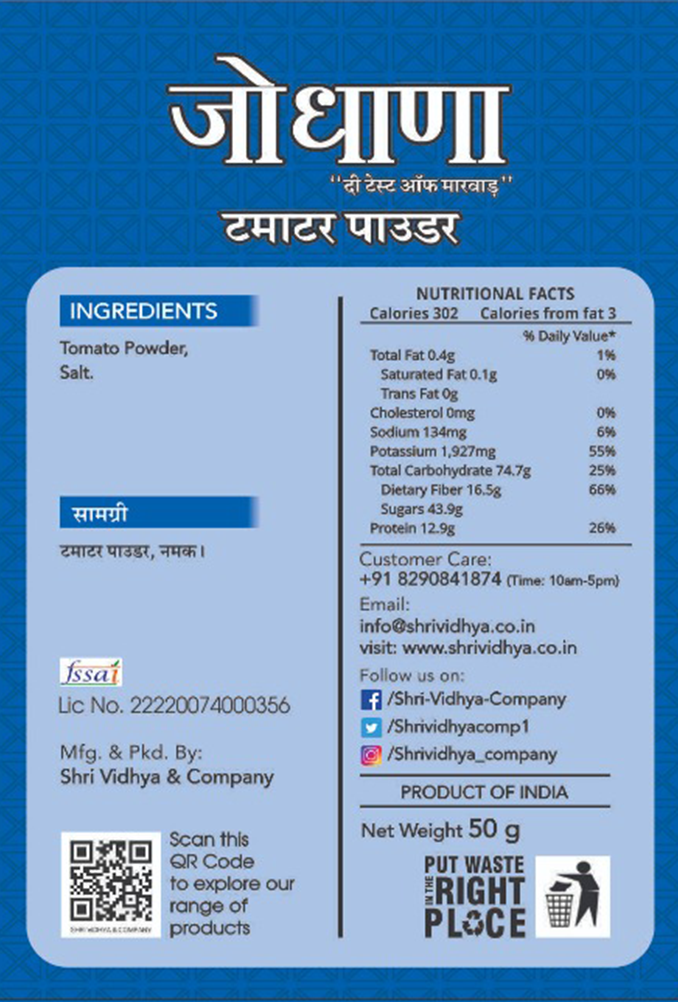 जोधाणा
"दी टेस्ट ऑफ मारवाड़"
टमाटर पाउडर
INGREDIENTS
Tomato Powder,
Salt.
सामग्री
टमाटर पाउडर, नमक।
fssai
Lic No. 22220074000356
Mfg. & Pkd. By:
Shri Vidhya & Company
SHRI VIDHYA & COMPANY
Scan this
QR Code
to explore our
range of
products
NUTRITIONAL FACTS
Calories 302 Calories from fat 3
% Daily Value*
Total Fat 0.4g 1%
Saturated Fat 0.1g 0%
Trans Fat 0g
Cholesterol 0mg 0%
Sodium 134mg 6%
Potassium 1,927mg 55%
Total Carbohydrate 74.7g 25%
Dietary Fiber 16.5g 66%
Sugars 43.9g
Protein 12.9g 26%
Customer Care:
+91 8290841874 (Time: 10am-5pm)
Email:
info@shrividhya.co.in
visit: www.shrividhya.co.in
Follow us on:
/Shri-Vidhya-Company
/Shrividhyacomp1
/Shrividhya_company
PRODUCT OF INDIA
Net Weight 50 g
PUT WASTE
IN THE RIGHT
PLACE